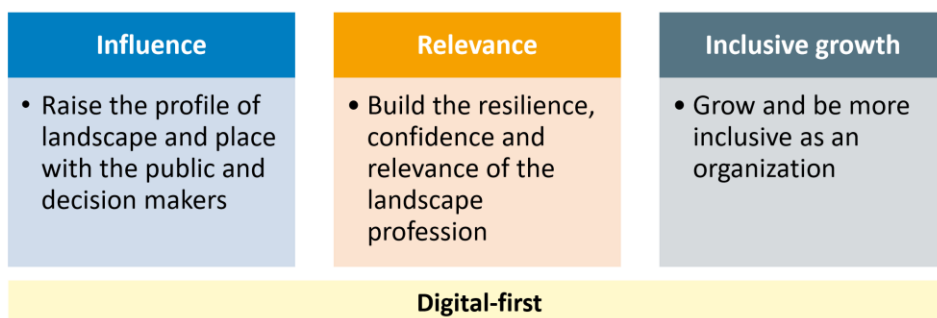 Influence
• Raise the profile of
landscape and place
with the public and
decision makers
Relevance
• Build the resilience,
confidence and
relevance of the
landscape
profession
Inclusive growth
• Grow and be more
inclusive as an
organization
Digital-first